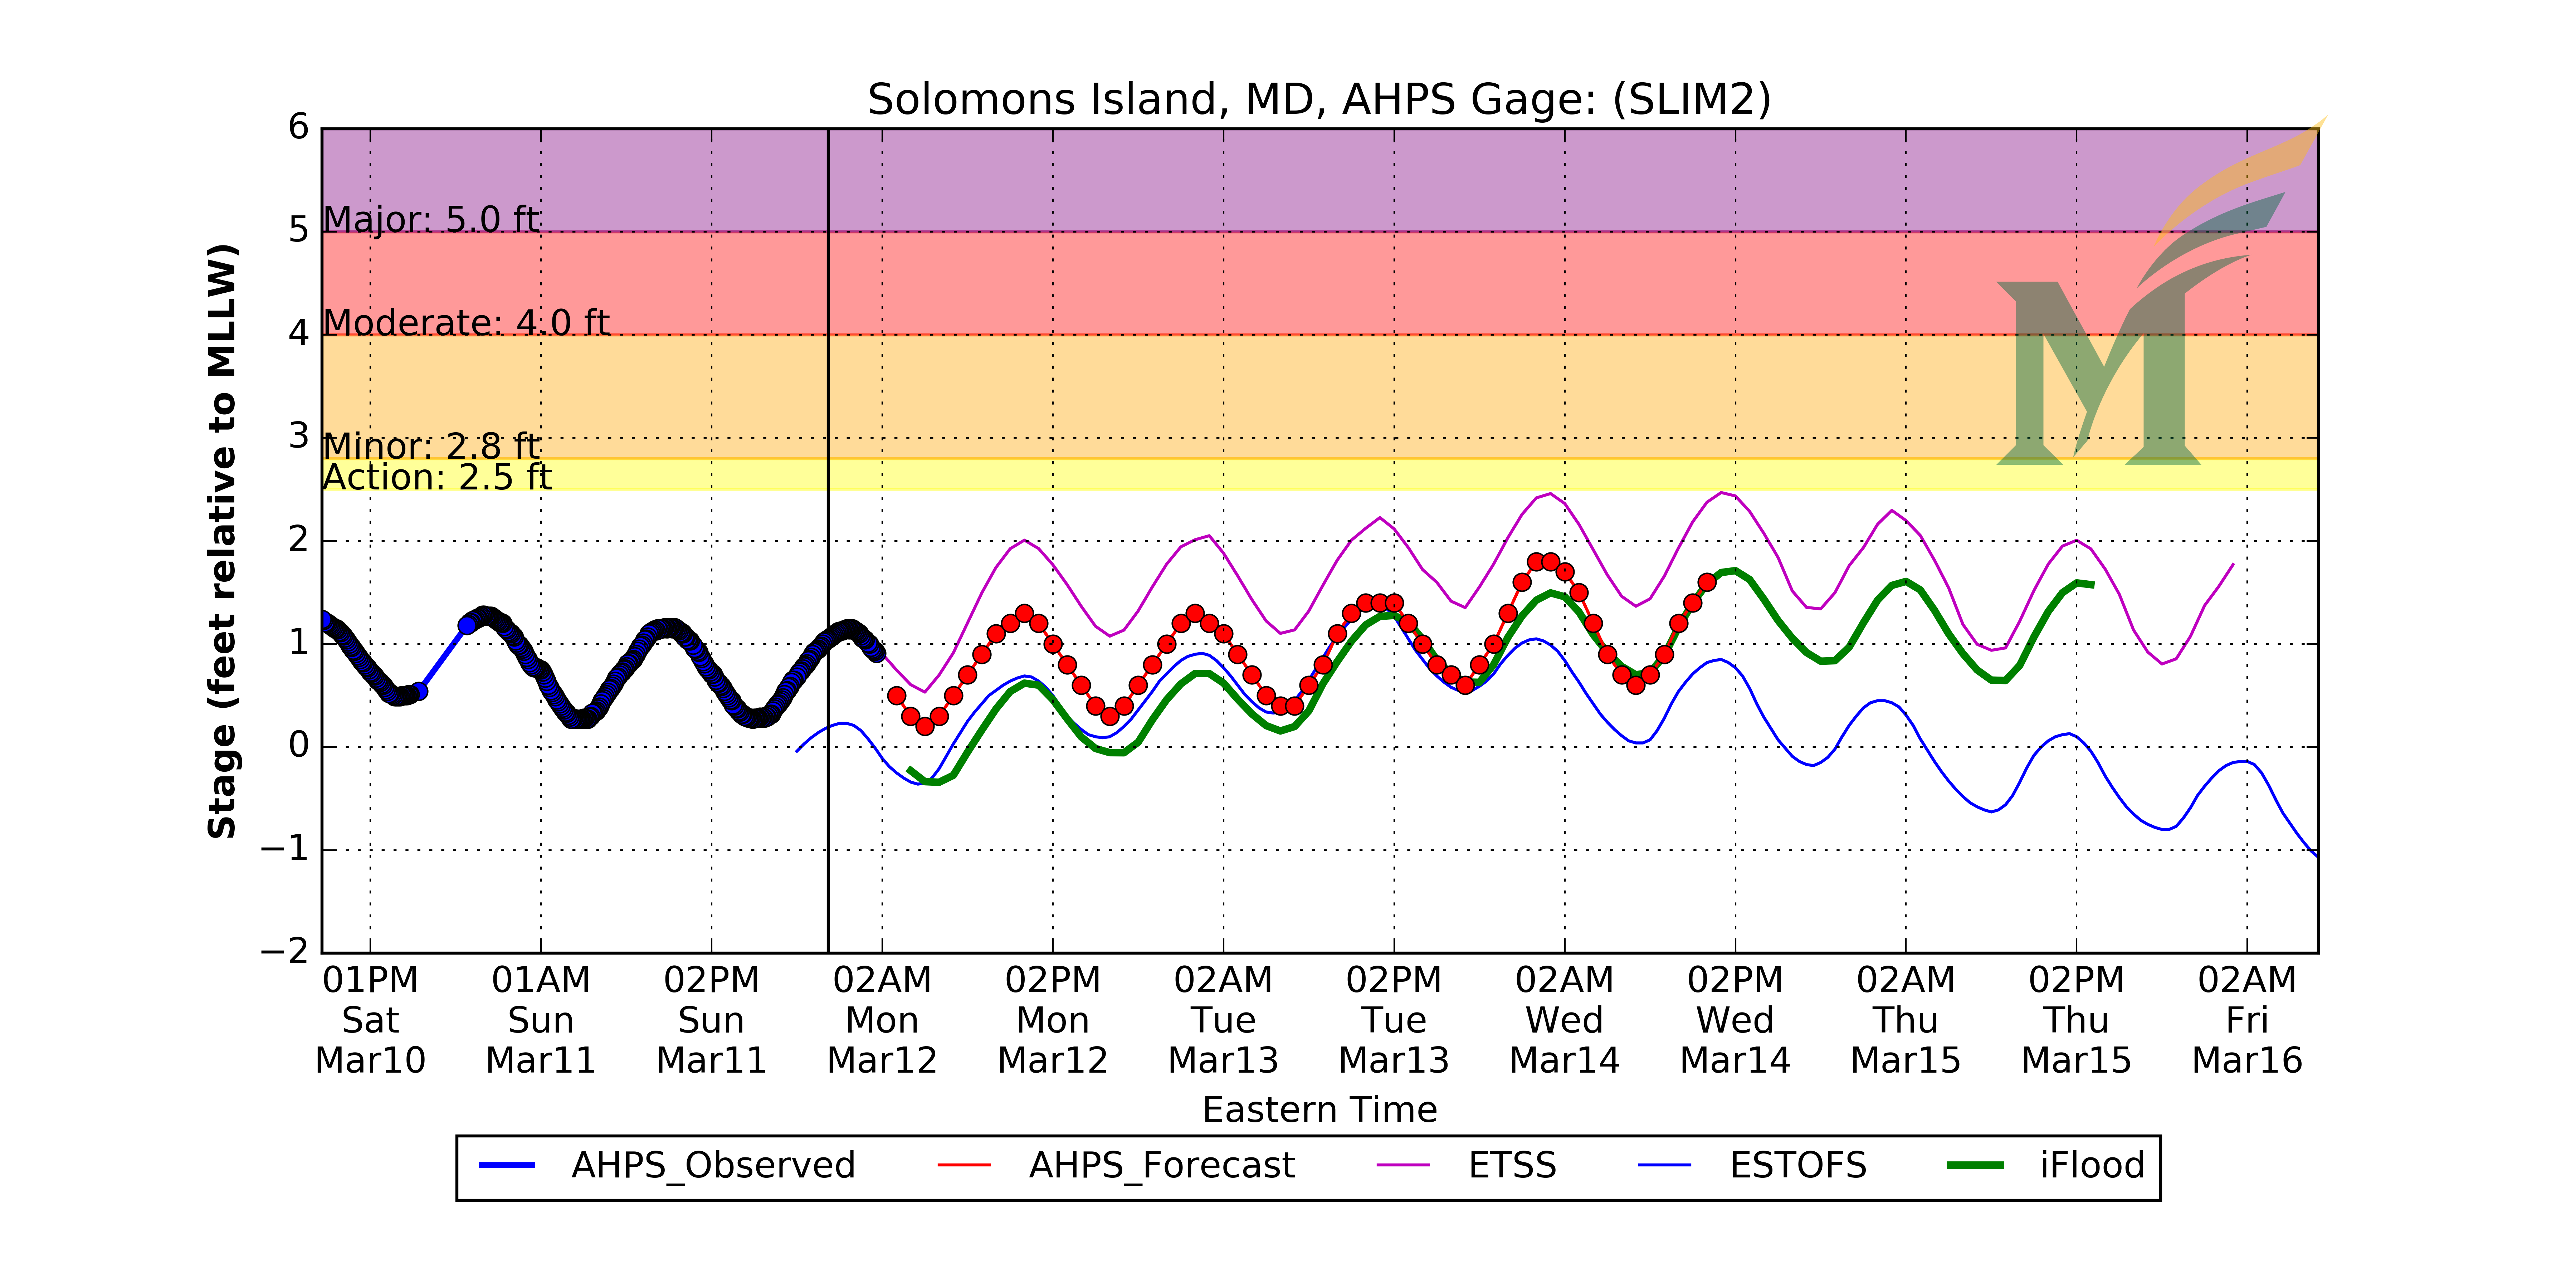 Solomons Island, MD, AHPS Gage: (SLIM2)
6
5
4
3
2
1
0
−1
−2
Stage (feet relative to MLLW)
Major: 5.0 ft
Moderate: 4.0 ft
Minor: 2.8 ft
Action: 2.5 ft
M
01PM 01AM 02PM 02AM 02PM 02AM 02PM 02AM 02PM 02AM 02PM 02AM
Sat Sun Sun Mon Mon Tue Tue Wed Wed Thu Thu Fri
Mar10 Mar11 Mar11 Mar12 Mar12 Mar13 Mar13 Mar14 Mar14 Mar15 Mar15 Mar16
Eastern Time
AHPS_Observed AHPS_Forecast ETSS ESTOFS iFlood